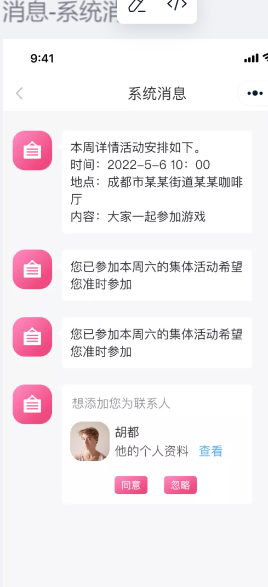 消息-系统消
9:41
系统消息
本周详情活动安排如下。
时间：2022-5-6 10：00
地点：成都市某某街道某某咖啡
厅
内容：大家一起参加游戏
您已参加本周六的集体活动希望
您准时参加
您已参加本周六的集体活动希望
您准时参加
想添加您为联系人
胡都
他的个人资料 查看
同意 忽略